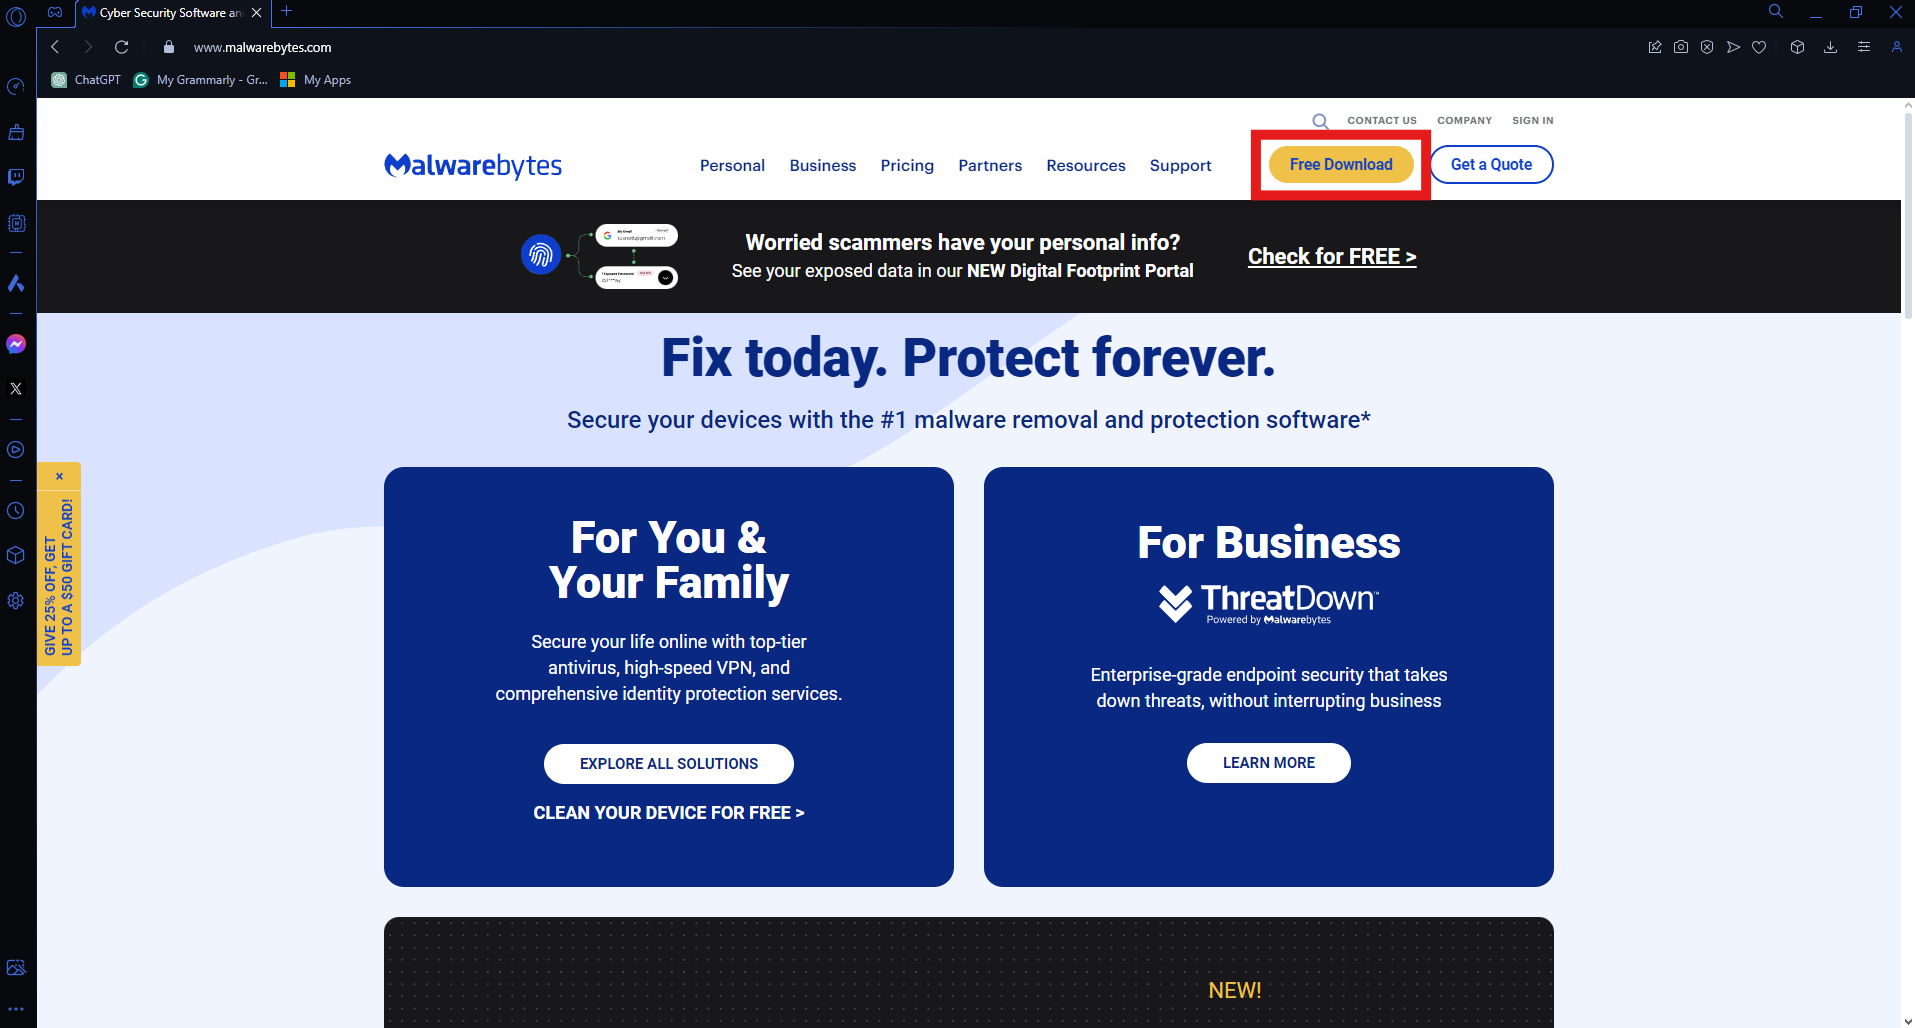 Cyber Security Software an
www.malwarebytes.com
ChatGPT
My Grammarly - Gr...
My Apps
CONTACT US
COMPANY
SIGN IN
Malwarebytes
Personal
Business
Pricing
Partners
Resources
Support
Free Download
Get a Quote
Worried scammers have your personal info?
See your exposed data in our NEW Digital Footprint Portal
Check for FREE >
Fix today. Protect forever.
Secure your devices with the #1 malware removal and protection software*
GIVE 25% OFF, GET
UP TO A $50 GIFT CARD!
For You &
Your Family
Secure your life online with top-tier
antivirus, high-speed VPN, and
comprehensive identity protection services.
EXPLORE ALL SOLUTIONS
CLEAN YOUR DEVICE FOR FREE >
For Business
ThreatDown™
Powered by Malwarebytes
Enterprise-grade endpoint security that takes
down threats, without interrupting business
LEARN MORE
NEW!